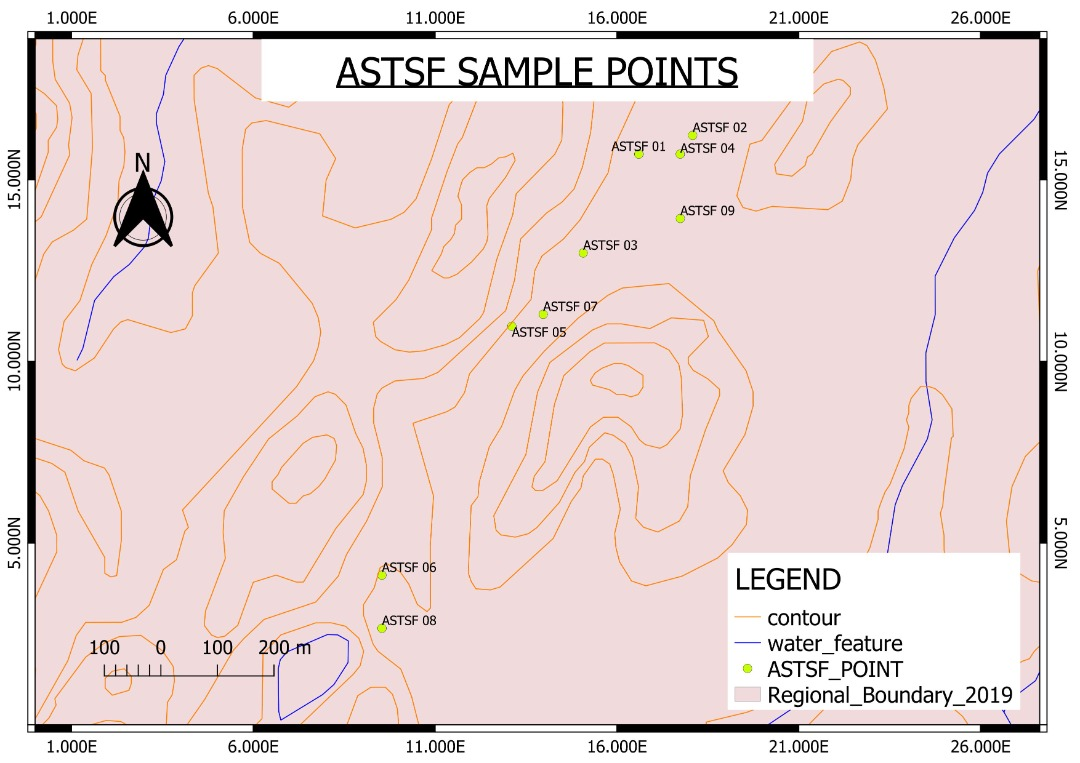 1.000E 6.000E 11.000E 16.000E 21.000E 26.000E
ASTSF SAMPLE POINTS
ASTSF 02
ASTSF 01
ASTSF 04
N
15.000N 15.000N
ASTSF 09
ASTSF 03
ASTSF 07
ASTSF 05
10.000N 10.000N
5.000N 5.000N
ASTSF 06
LEGEND
ASTSF 08
contour
100 0 100 200 m
water_feature
ASTSF_POINT
Regional_Boundary_2019
1.000E 6.000E 11.000E 16.000E 21.000E 26.000E